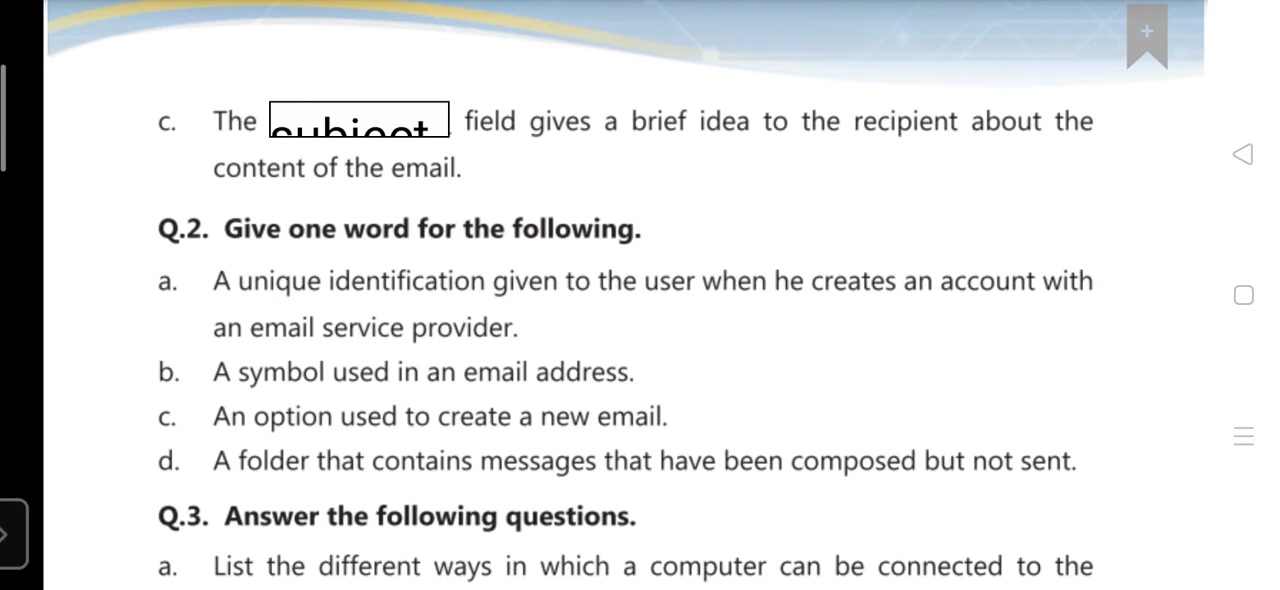 c. The subject field gives a brief idea to the recipient about the
content of the email.
Q.2. Give one word for the following.
a. A unique identification given to the user when he creates an account with
an email service provider.
b. A symbol used in an email address.
c. An option used to create a new email.
d. A folder that contains messages that have been composed but not sent.
Q.3. Answer the following questions.
a. List the different ways in which a computer can be connected to the